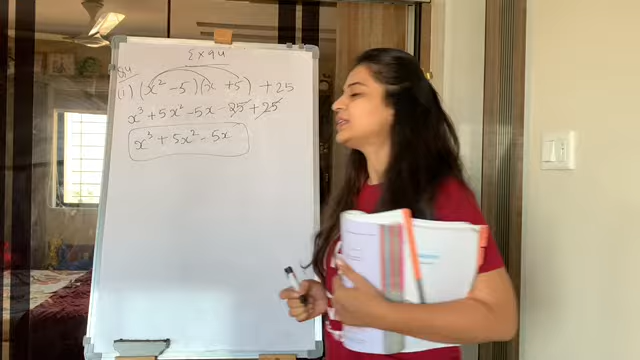 Ex 9.4
Q4
(i) (x² - 5)(x + 5) + 25
x³ + 5x² - 5x - 25 + 25
x³ + 5x² - 5x